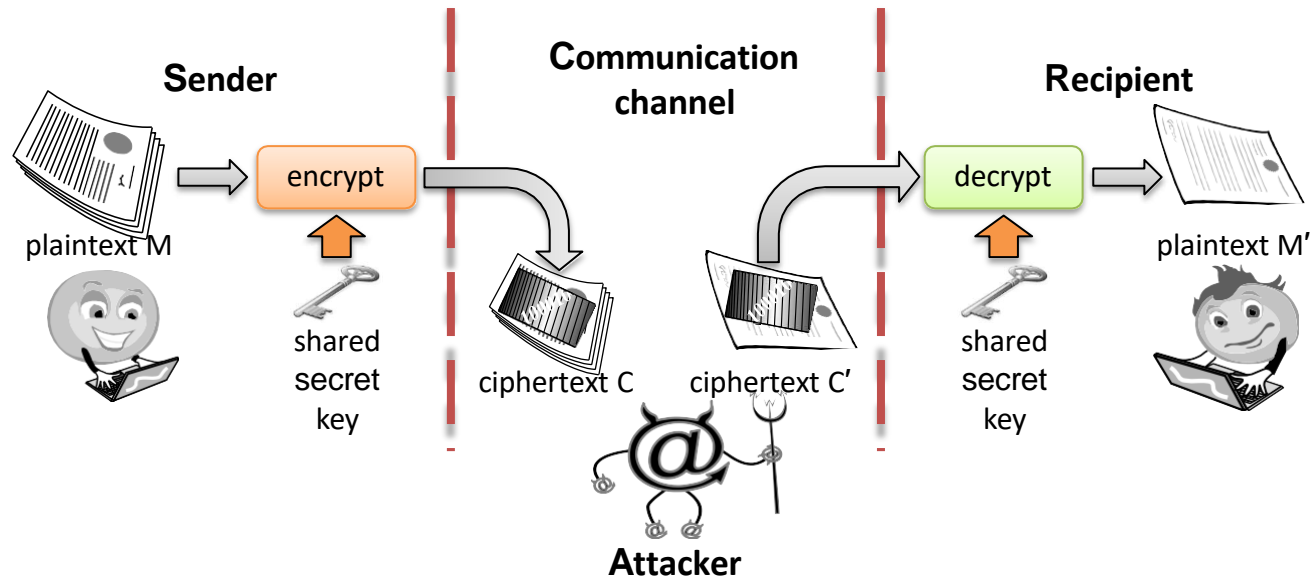 Sender
Communication
channel
Recipient
encrypt
decrypt
plaintext M
shared
secret
key
ciphertext C
ciphertext C′
shared
secret
key
plaintext M′
@
Attacker